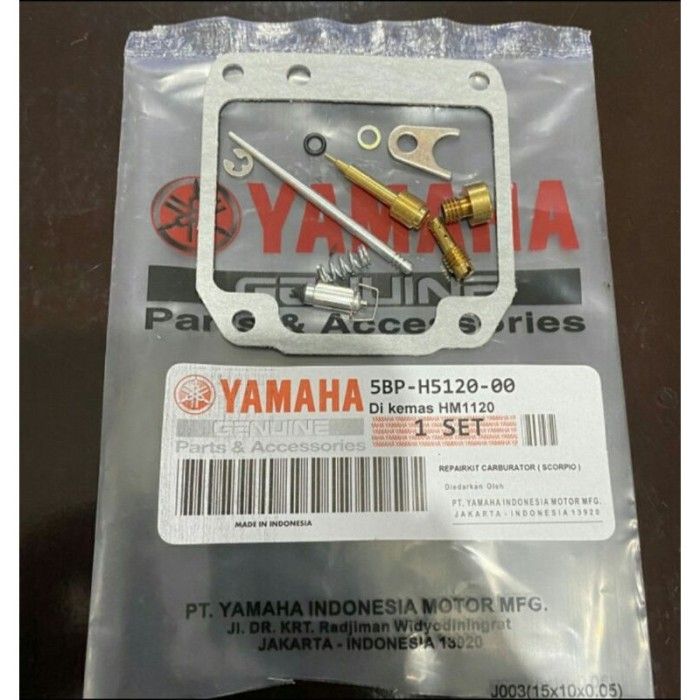 YAMAHA
GENUINE
Parts & Accessories
YAMAHA
GENUINE
Parts & Accessories
5BP-H5120-00
Di kemas HM1120
1 SET
REPAIRKIT CARBURATOR ( SCORPIO )
Diedarkan Oleh
PT. YAMAHA INDONESIA MOTOR MFG.
JAKARTA - INDONESIA 13920
MADE IN INDONESIA
PT. YAMAHA INDONESIA MOTOR MFG.
Jl. DR. KRT. Radjiman Widyodiningrat
JAKARTA INDONESIA 13920
J003(15x10x0.05)